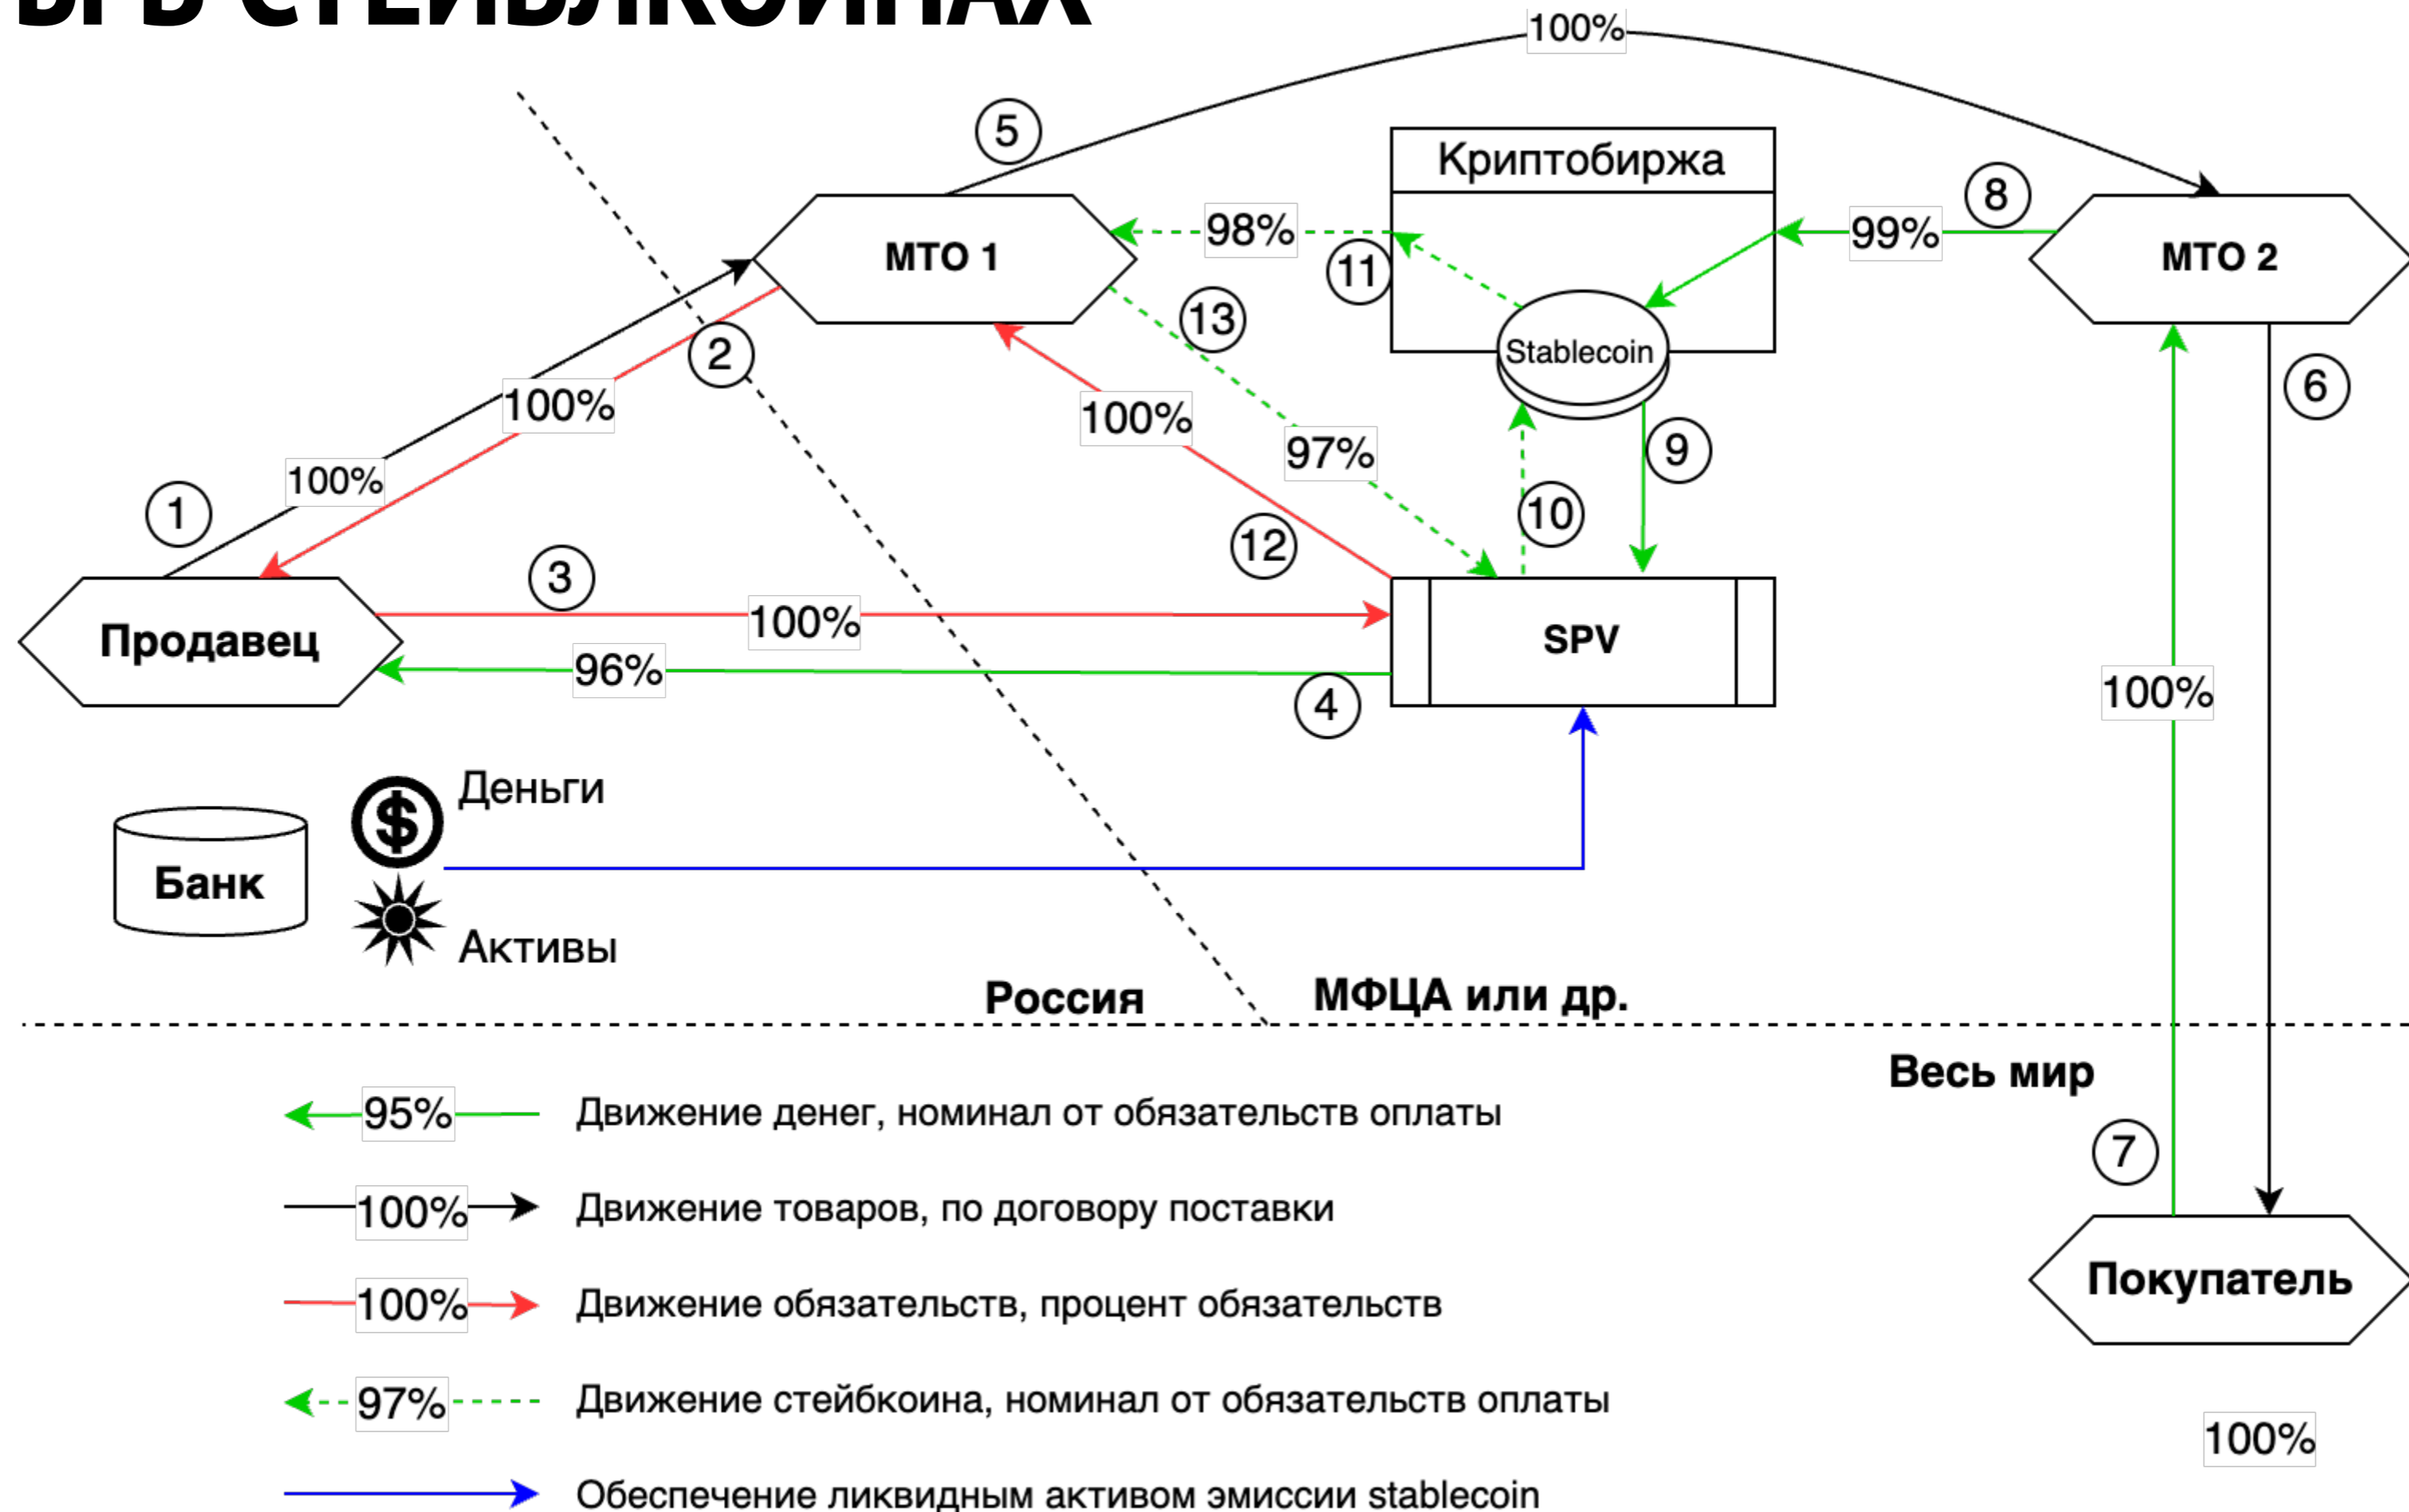 Ы В СТЕЙБЛКОИНАХ
100%
5
Криптобиржа
8
98%
99%
МТО 1
МТО 2
11
13
2
Stablecoin
6
100%
100%
97%
9
100%
1
10
12
3
100%
Продавец
SPV
96%
4
100%
Деньги
$
Банк
Активы
Россия
МФЦА или др.
Весь мир
95%
Движение денег, номинал от обязательств оплаты
7
100%
Движение товаров, по договору поставки
Покупатель
100%
Движение обязательств, процент обязательств
97%
Движение стейбкоина, номинал от обязательств оплаты
100%
Обеспечение ликвидным активом эмиссии stablecoin